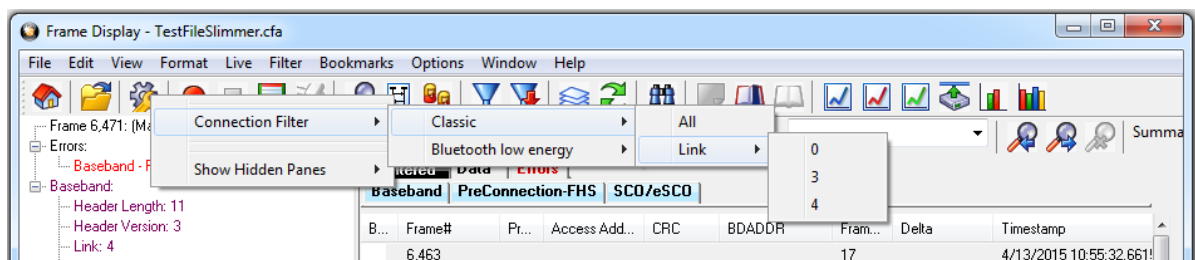 Frame Display - TestFileSlimmer.cfa
File Edit View Format Live Filter Bookmarks Options Window Help
Frame 6,471: (Ma
Connection Filter
Classic
All
Errors:
Bluetooth low energy
Link
0
Summa
Baseband - F
Show Hidden Panes
3
Data Errors
Baseband:
Baseband PreConnection-FHS SCO/eSCO
4
Header Length: 11
Header Version: 3
B... Frame# Pr... Access Add... CRC BDADDR Fram... Delta Timestamp
Link: 4
6,463 17 4/13/2015 10:55:32.661